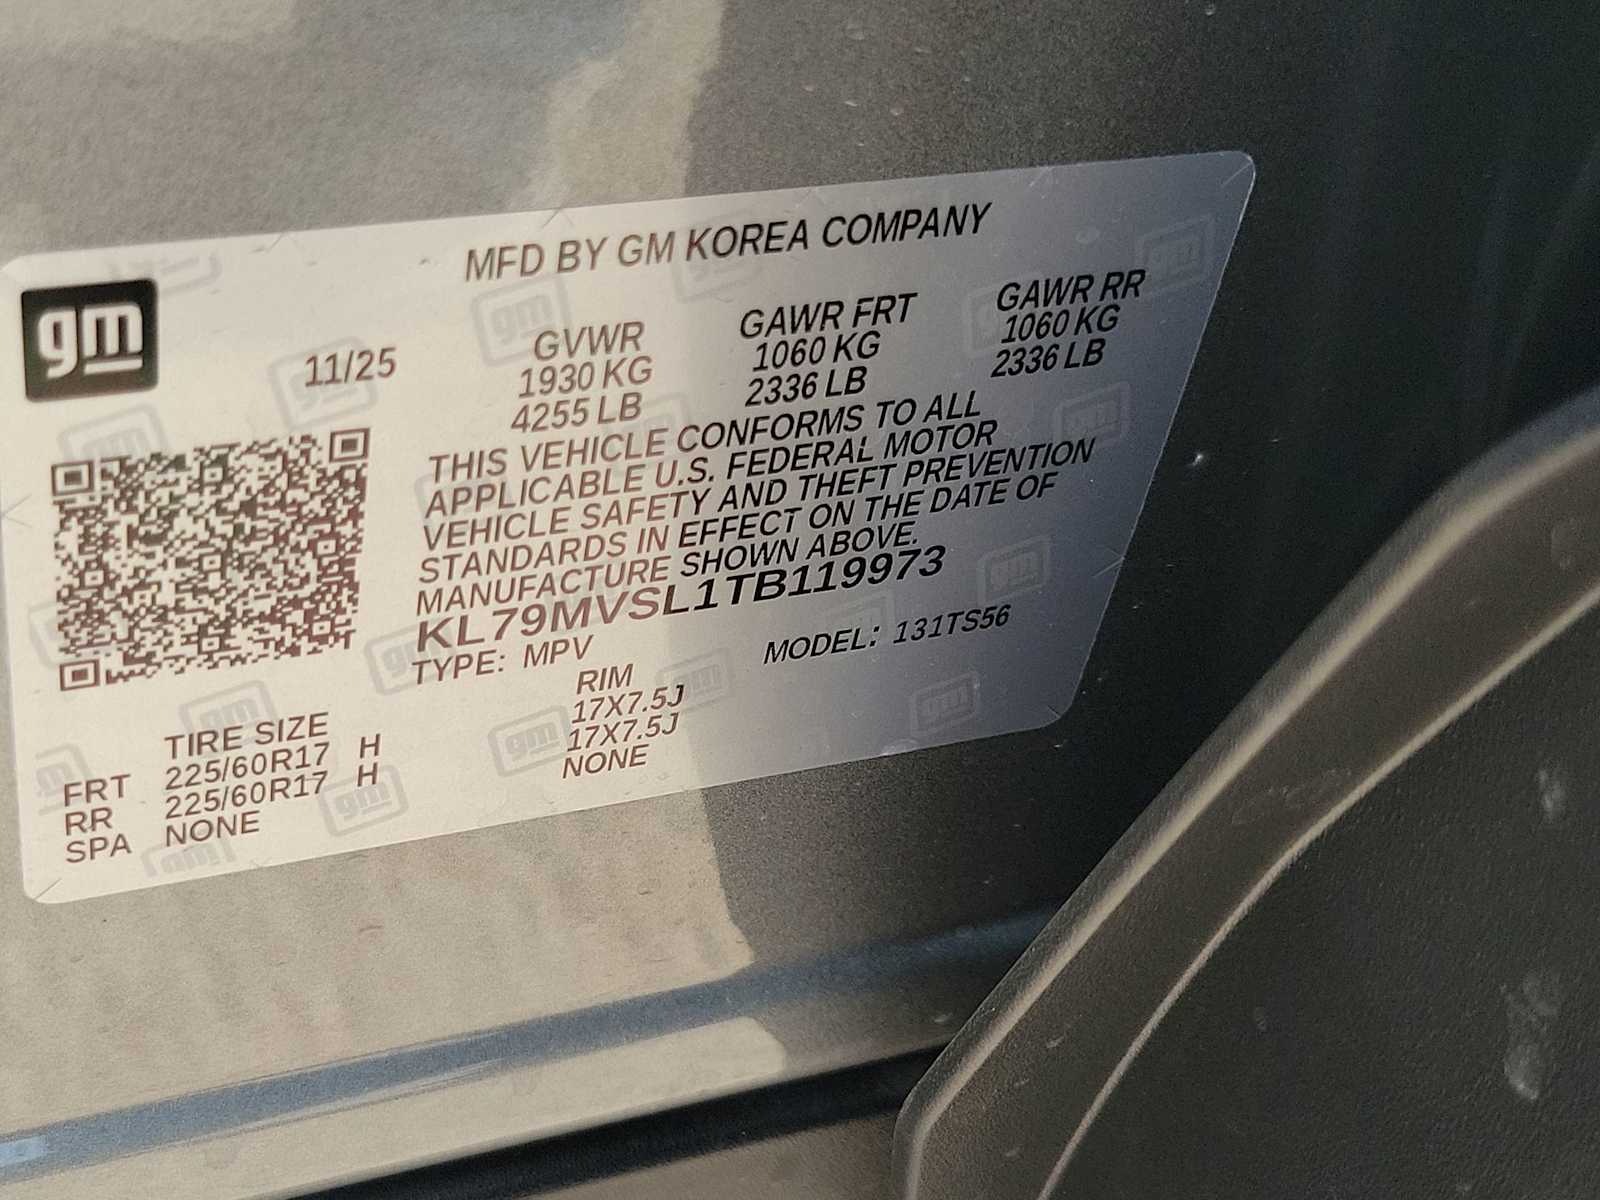 MFD BY GM KOREA COMPANY
gm
11/25
GVWR
1930 KG
4255 LB
GAWR FRT
1060 KG
2336 LB
GAWR RR
1060 KG
2336 LB
THIS VEHICLE CONFORMS TO ALL
APPLICABLE U.S. FEDERAL MOTOR
VEHICLE SAFETY AND THEFT PREVENTION
STANDARDS IN EFFECT ON THE DATE OF
MANUFACTURE SHOWN ABOVE.
KL79MVSL1TB119973
TYPE: MPV MODEL: 131TS56
TIRE SIZE RIM
FRT 225/60R17 H 17X7.5J
RR 225/60R17 H 17X7.5J
SPA NONE NONE